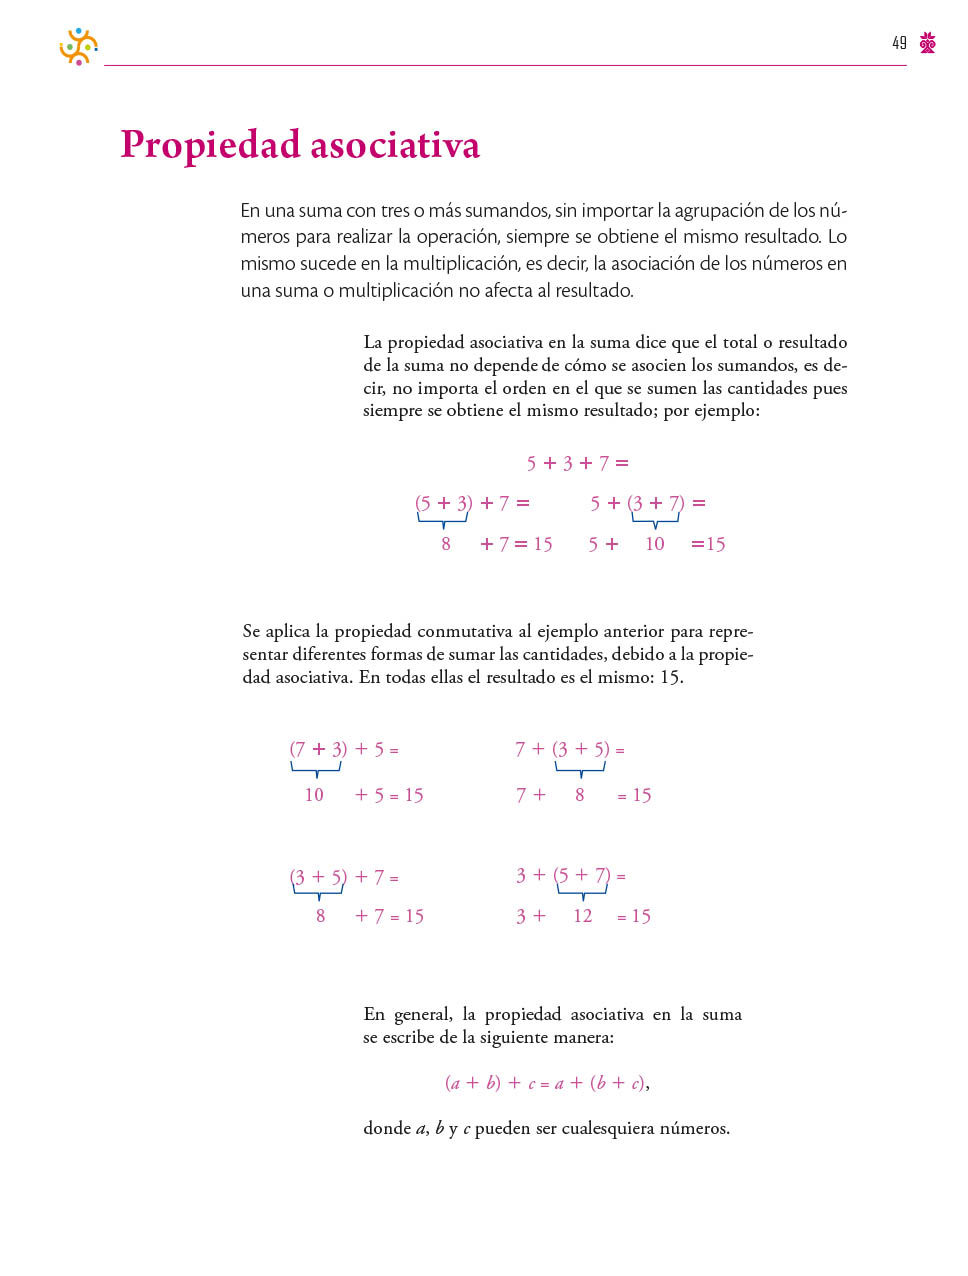 49
Propiedad asociativa
En una suma con tres o más sumandos, sin importar la agrupación de los nú-
meros para realizar la operación, siempre se obtiene el mismo resultado. Lo
mismo sucede en la multiplicación, es decir, la asociación de los números en
una suma o multiplicación no afecta al resultado.
La propiedad asociativa en la suma dice que el total o resultado
de la suma no depende de cómo se asocien los sumandos, es de-
cir, no importa el orden en el que se sumen las cantidades pues
siempre se obtiene el mismo resultado; por ejemplo:
5 + 3 + 7 =
(5 + 3) + 7 = 5 + (3 + 7) =
8 + 7 = 15 5 + 10 =15
Se aplica la propiedad conmutativa al ejemplo anterior para repre-
sentar diferentes formas de sumar las cantidades, debido a la propie-
dad asociativa. En todas ellas el resultado es el mismo: 15.
(7 + 3) + 5 = 7 + (3 + 5) =
10 + 5 = 15 7 + 8 = 15
(3 + 5) + 7 = 3 + (5 + 7) =
8 + 7 = 15 3 + 12 = 15
En general, la propiedad asociativa en la suma
se escribe de la siguiente manera:
(a + b) + c = a + (b + c),
donde a, b y c pueden ser cualesquiera números.